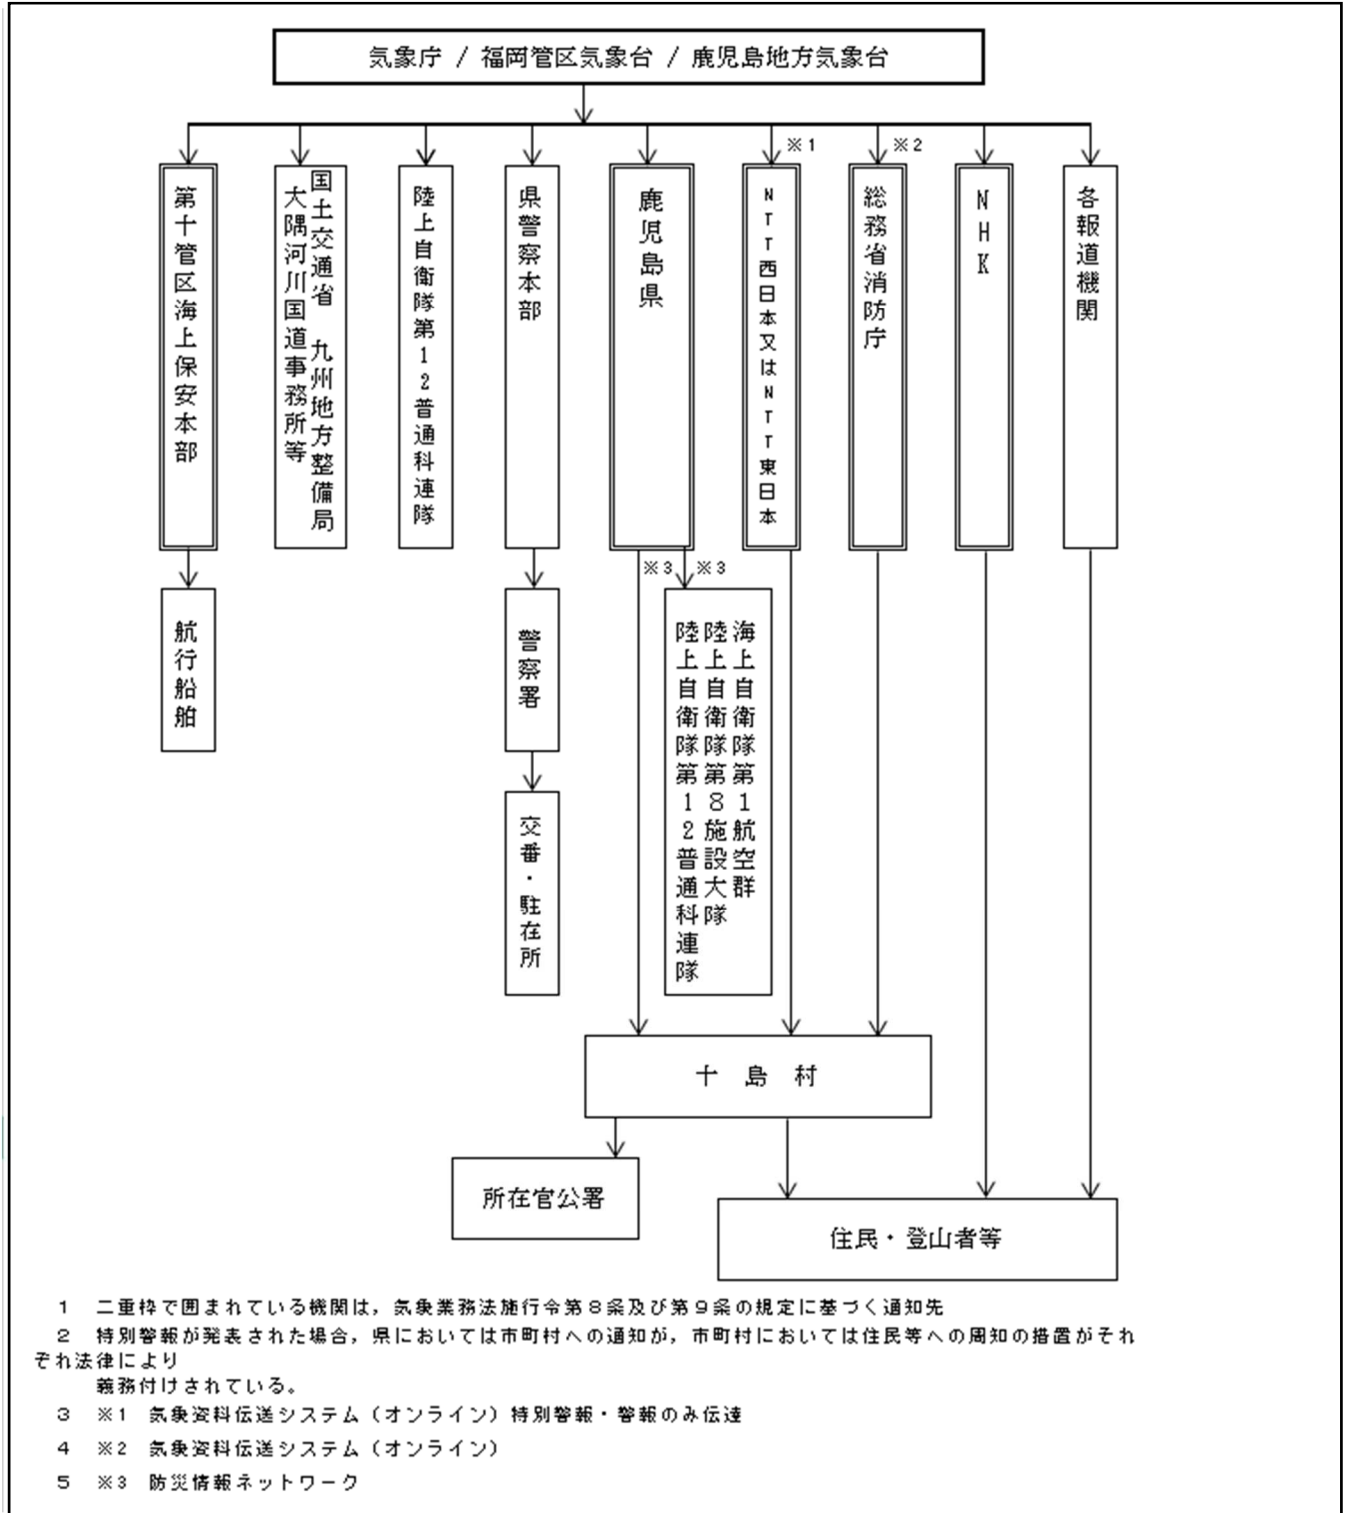 気象庁 / 福岡管区気象台 / 鹿児島地方気象台
※1
※2
第十管区海上保安本部
国土交通省　九州地方整備局
大隅河川国道事務所等
陸上自衛隊第12普通科連隊
県警察本部
鹿児島県
NTT西日本又はNTT東日本
総務省消防庁
NHK
各報道機関
※3
※3
航行船舶
警察署
海上自衛隊第1航空群
陸上自衛隊第8施設大隊
陸上自衛隊第12普通科連隊
交番・駐在所
十　島　村
所在官公署
住民・登山者等
1　二重枠で囲まれている機関は，気象業務法施行令第8条及び第9条の規定に基づく通知先
2　特別警報が発表された場合，県においては市町村への通知が，市町村においては住民等への周知の措置がそれ
ぞれ法律により
義務付けされている。
3　※1　気象資料伝送システム（オンライン）特別警報・警報のみ伝達
4　※2　気象資料伝送システム（オンライン）
5　※3　防災情報ネットワーク